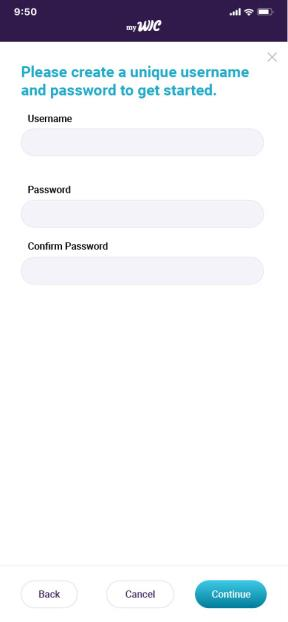 9:50
my WIC
Please create a unique username
and password to get started.
Username
Password
Confirm Password
Back
Cancel
Continue